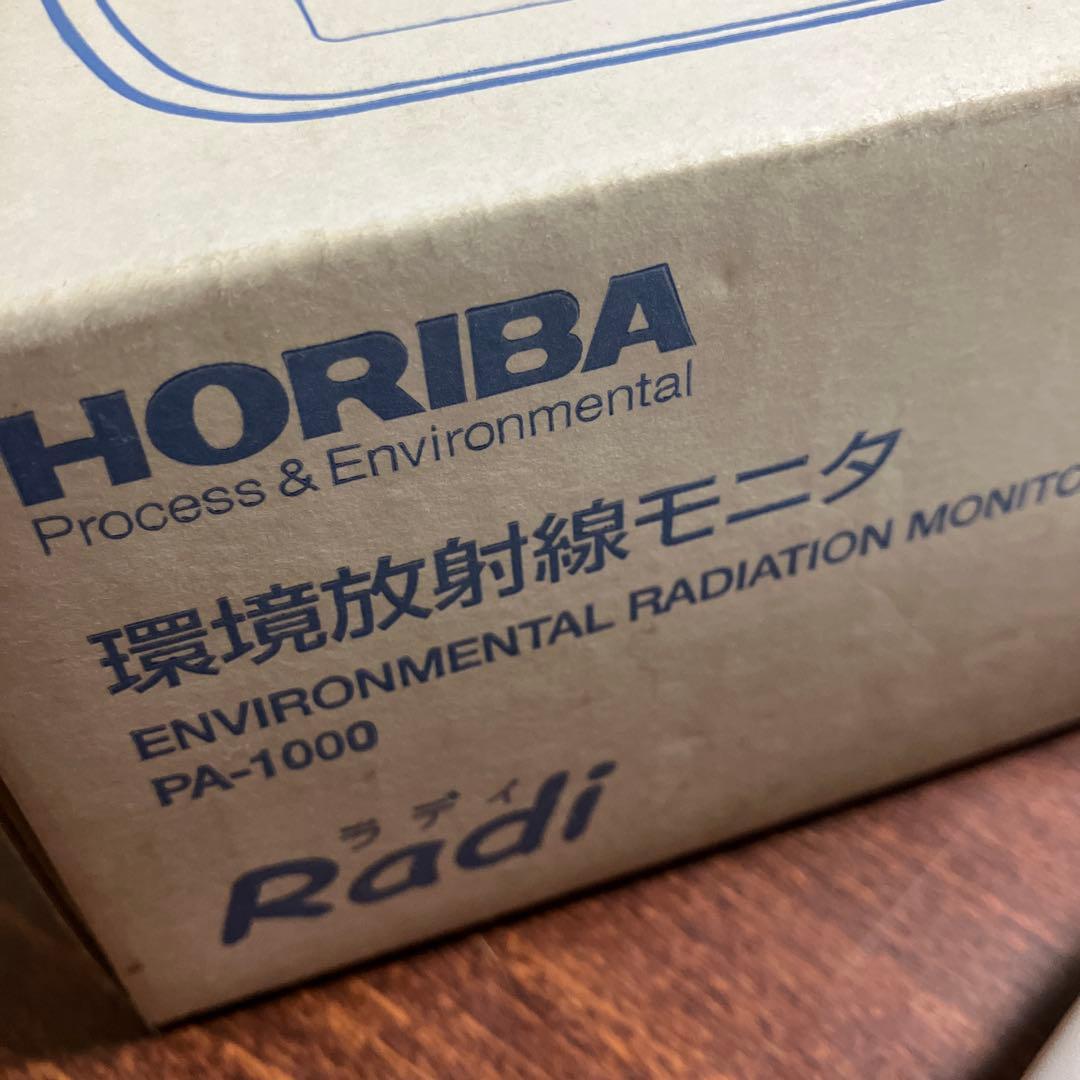 HORIBA
Process & Environmental
環境放射線モニタ
ENVIRONMENTAL RADIATION MONITO
PA-1000
ラディ
Radi